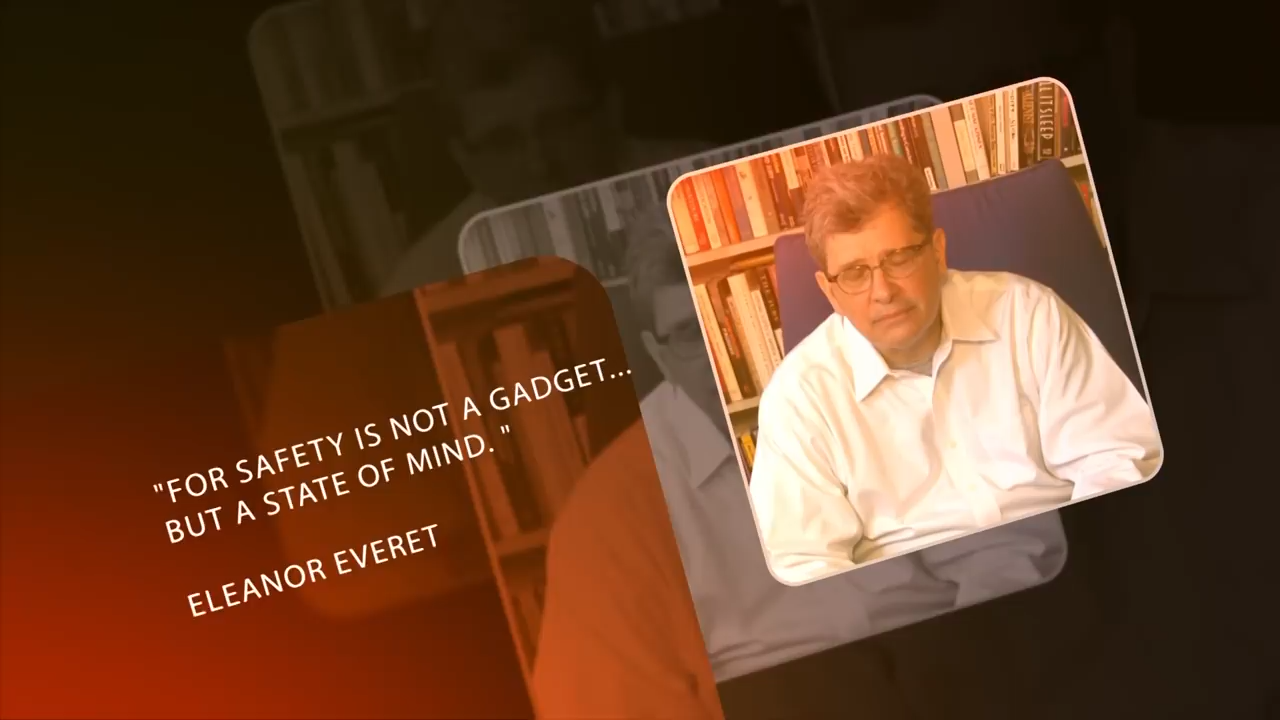 "FOR SAFETY IS NOT A GADGET...
BUT A STATE OF MIND. "
ELEANOR EVERET